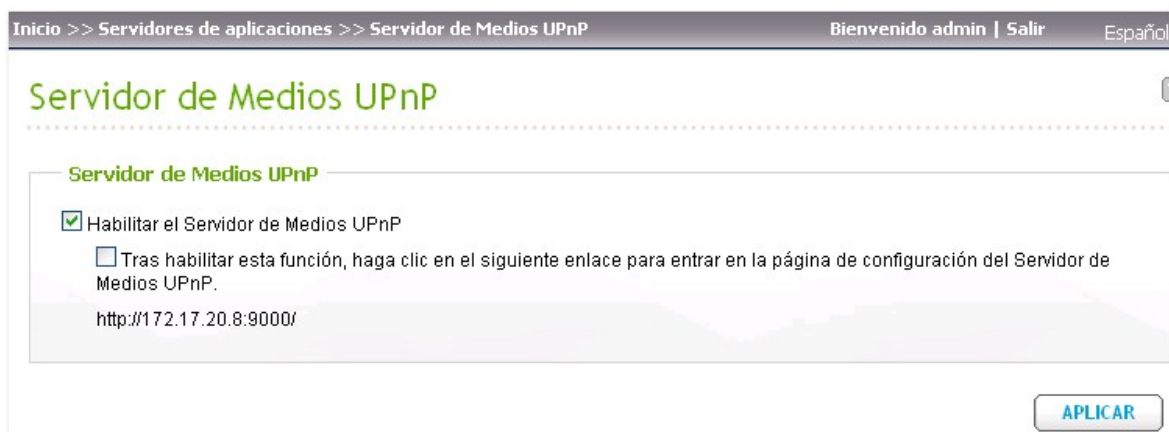 Inicio >> Servidores de aplicaciones >> Servidor de Medios UPnP
Bienvenido admin | Salir
Español
Servidor de Medios UPnP
Servidor de Medios UPnP
Habilitar el Servidor de Medios UPnP
Tras habilitar esta función, haga clic en el siguiente enlace para entrar en la página de configuración del Servidor de
Medios UPnP.
http://172.17.20.8:9000/
APLICAR